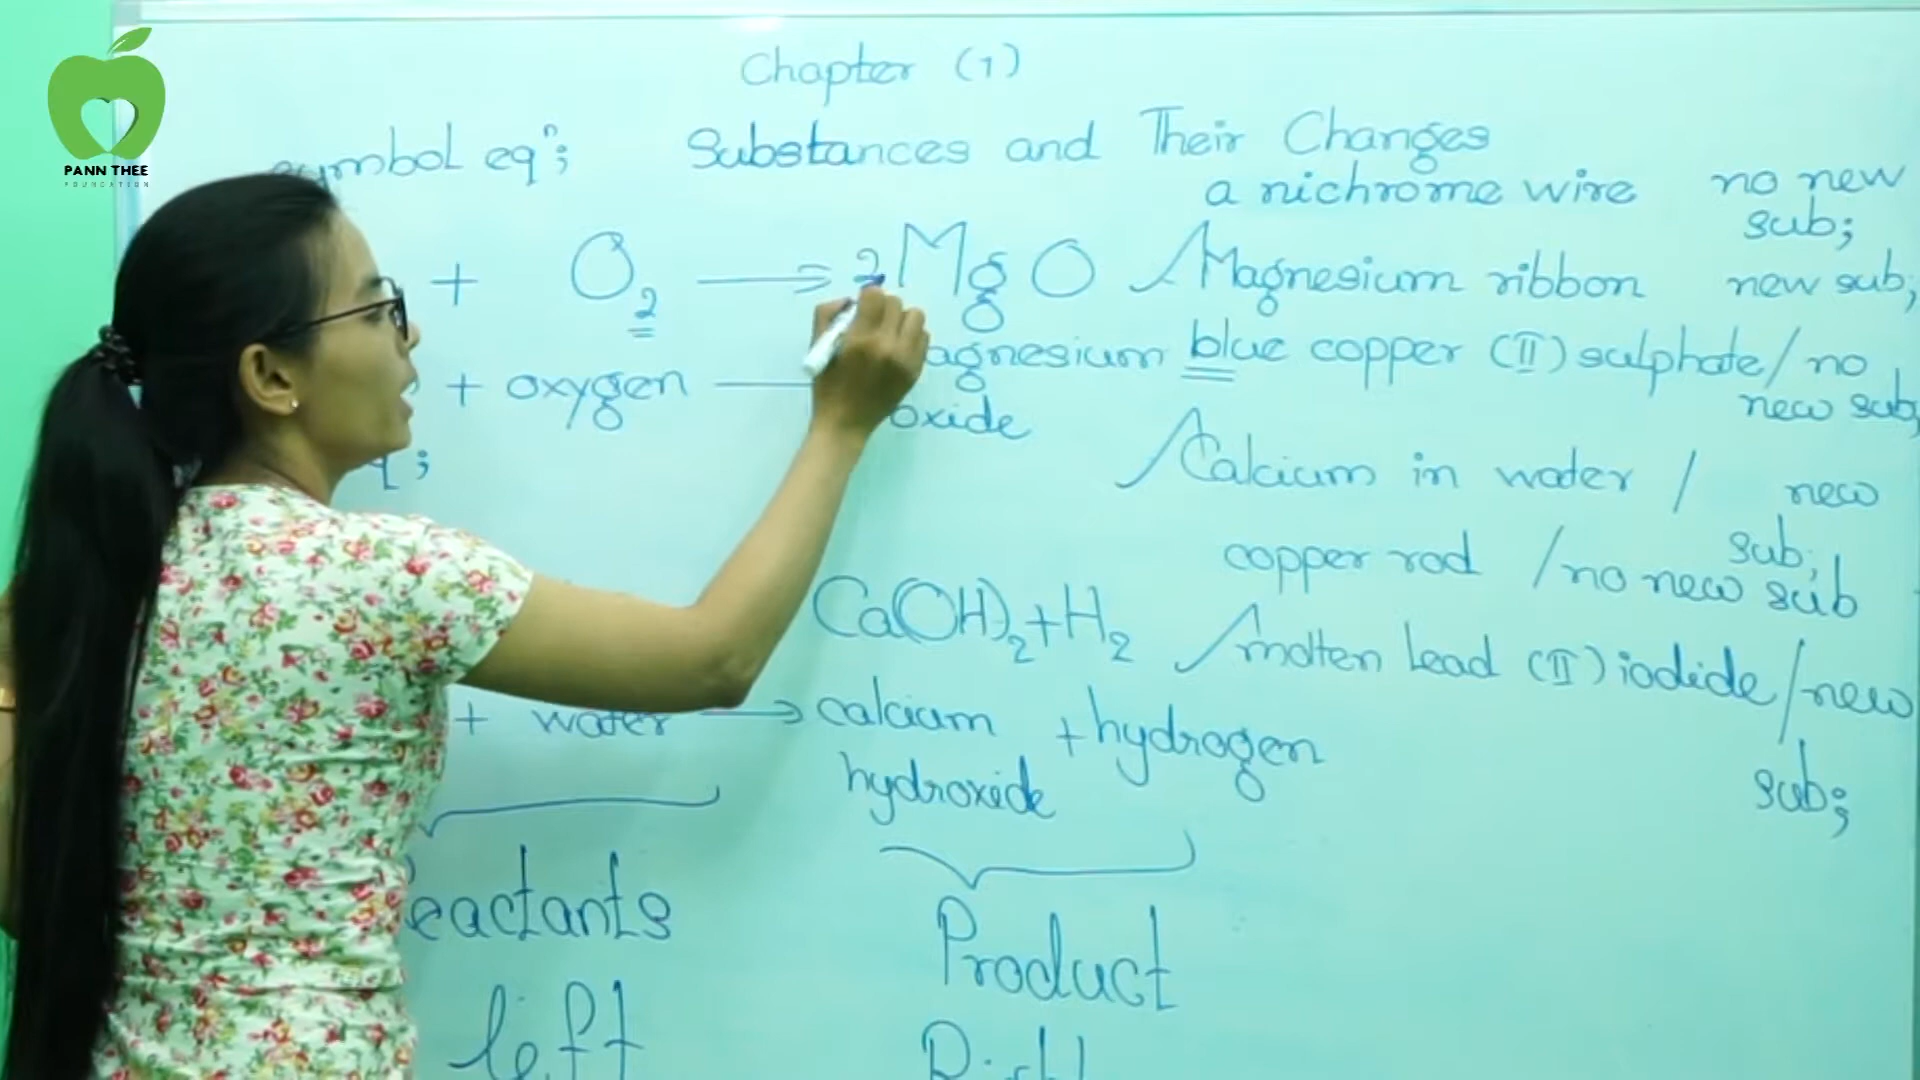 PANN THEE
FOUNDATION
Chapter (1)
symbol eqn; Substances and Their Changes
a nichrome wire no new
sub;
+ O2 → 2MgO Magnesium ribbon new sub;
+ oxygen agnesium blue copper (II) sulphate / no
oxide new sub,
q; Calcium in water / new
sub;
copper rod / no new sub
Ca(OH)2 + H2 molten lead (II) iodide / new
sub;
+ water → calcium + hydrogen
hydroxide
eactants Product
left